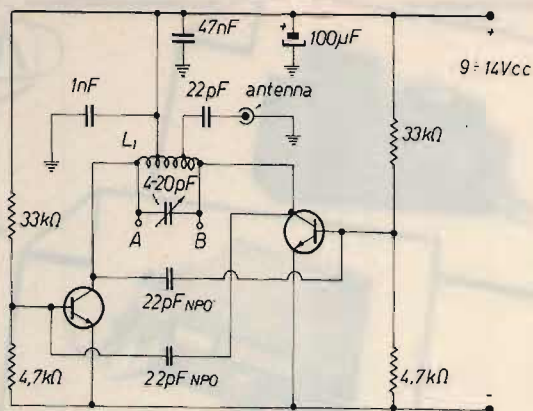 47nF
100µF
+
+
9÷14Vcc
1nF
22pF
antenna
L1
4-20pF
33kΩ
33kΩ
A
B
22pF NPO
22pF NPO
4,7kΩ
4,7kΩ
-